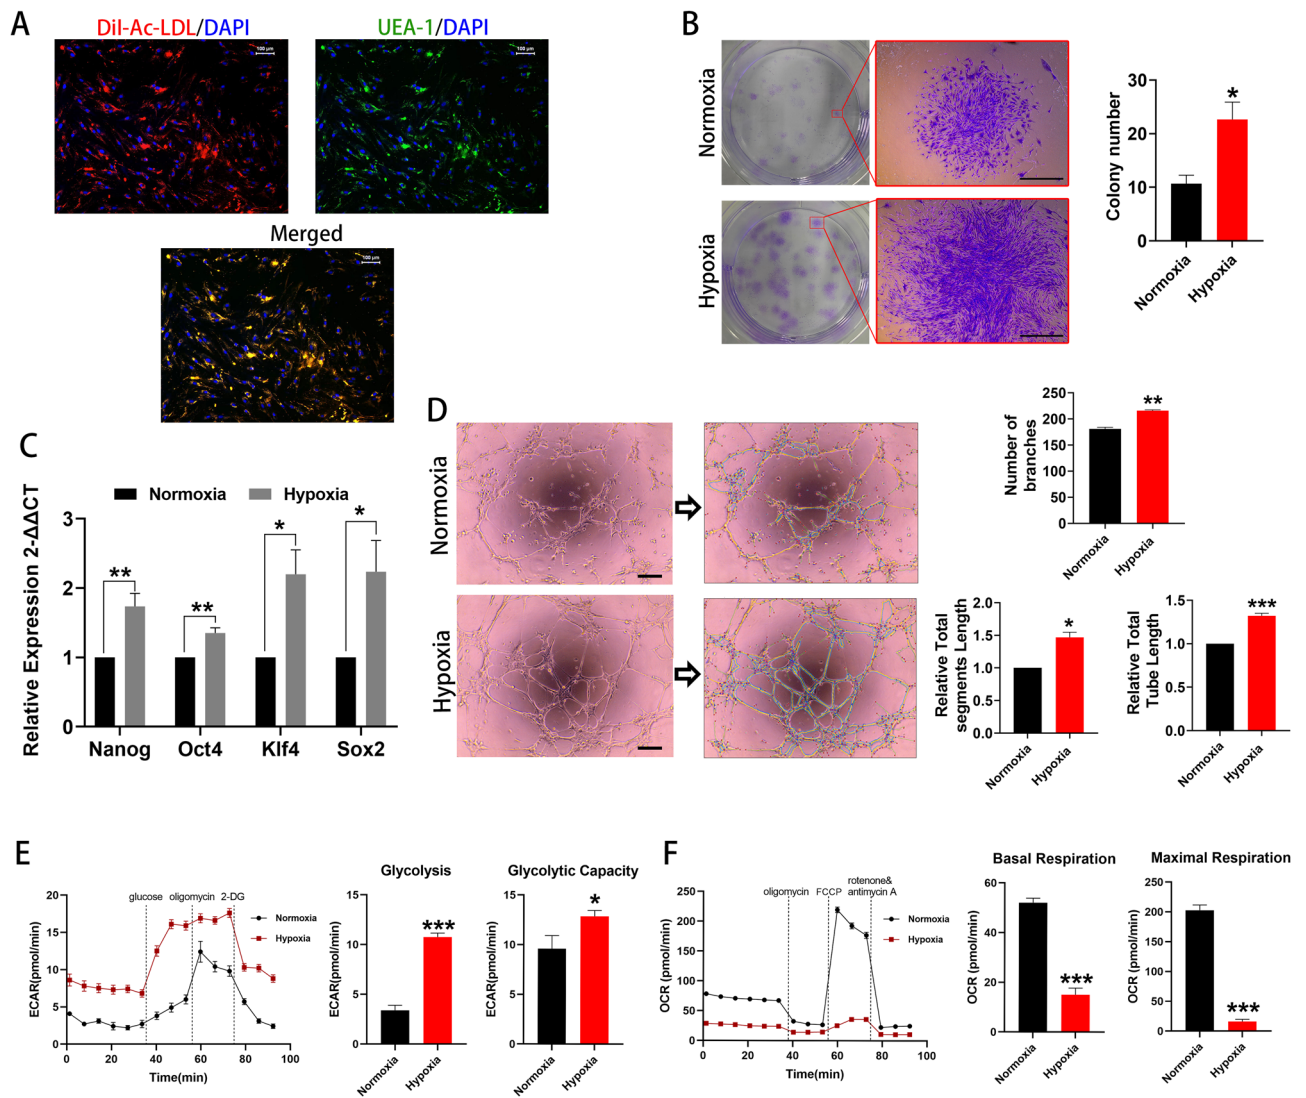 A
Dil-Ac-LDL/DAPI
UEA-1/DAPI
100 μm
100 μm
Merged
100 μm
B
Normoxia
Hypoxia
Colony number
30
20
10
0
*
Normoxia
Hypoxia
C
Normoxia
Hypoxia
Relative Expression 2-ΔΔCT
3
2
1
0
**
**
*
*
Nanog
Oct4
Klf4
Sox2
D
Normoxia
Hypoxia
Number of
branches
250
200
150
100
50
0
**
Normoxia
Hypoxia
Relative Total
segments Length
2.0
1.5
1.0
0.5
0.0
*
Normoxia
Hypoxia
Relative Total
Tube Length
1.5
1.0
0.5
0.0
***
Normoxia
Hypoxia
E
ECAR(pmol/min)
20
15
10
5
0
glucose
oligomycin
2-DG
Normoxia
Hypoxia
0
20
40
60
80
100
Time(min)
Glycolysis
ECAR(pmol/min)
15
10
5
0
***
Normoxia
Hypoxia
Glycolytic Capacity
ECAR(pmol/min)
15
10
5
0
*
Normoxia
Hypoxia
F
OCR(pmol/min)
250
200
150
100
50
0
oligomycin
FCCP
rotenone&
antimycin A
Normoxia
Hypoxia
0
20
40
60
80
100
Time(min)
Basal Respiration
OCR (pmol/min)
60
40
20
0
***
Normoxia
Hypoxia
Maximal Respiration
OCR (pmol/min)
250
200
150
100
50
0
***
Normoxia
Hypoxia